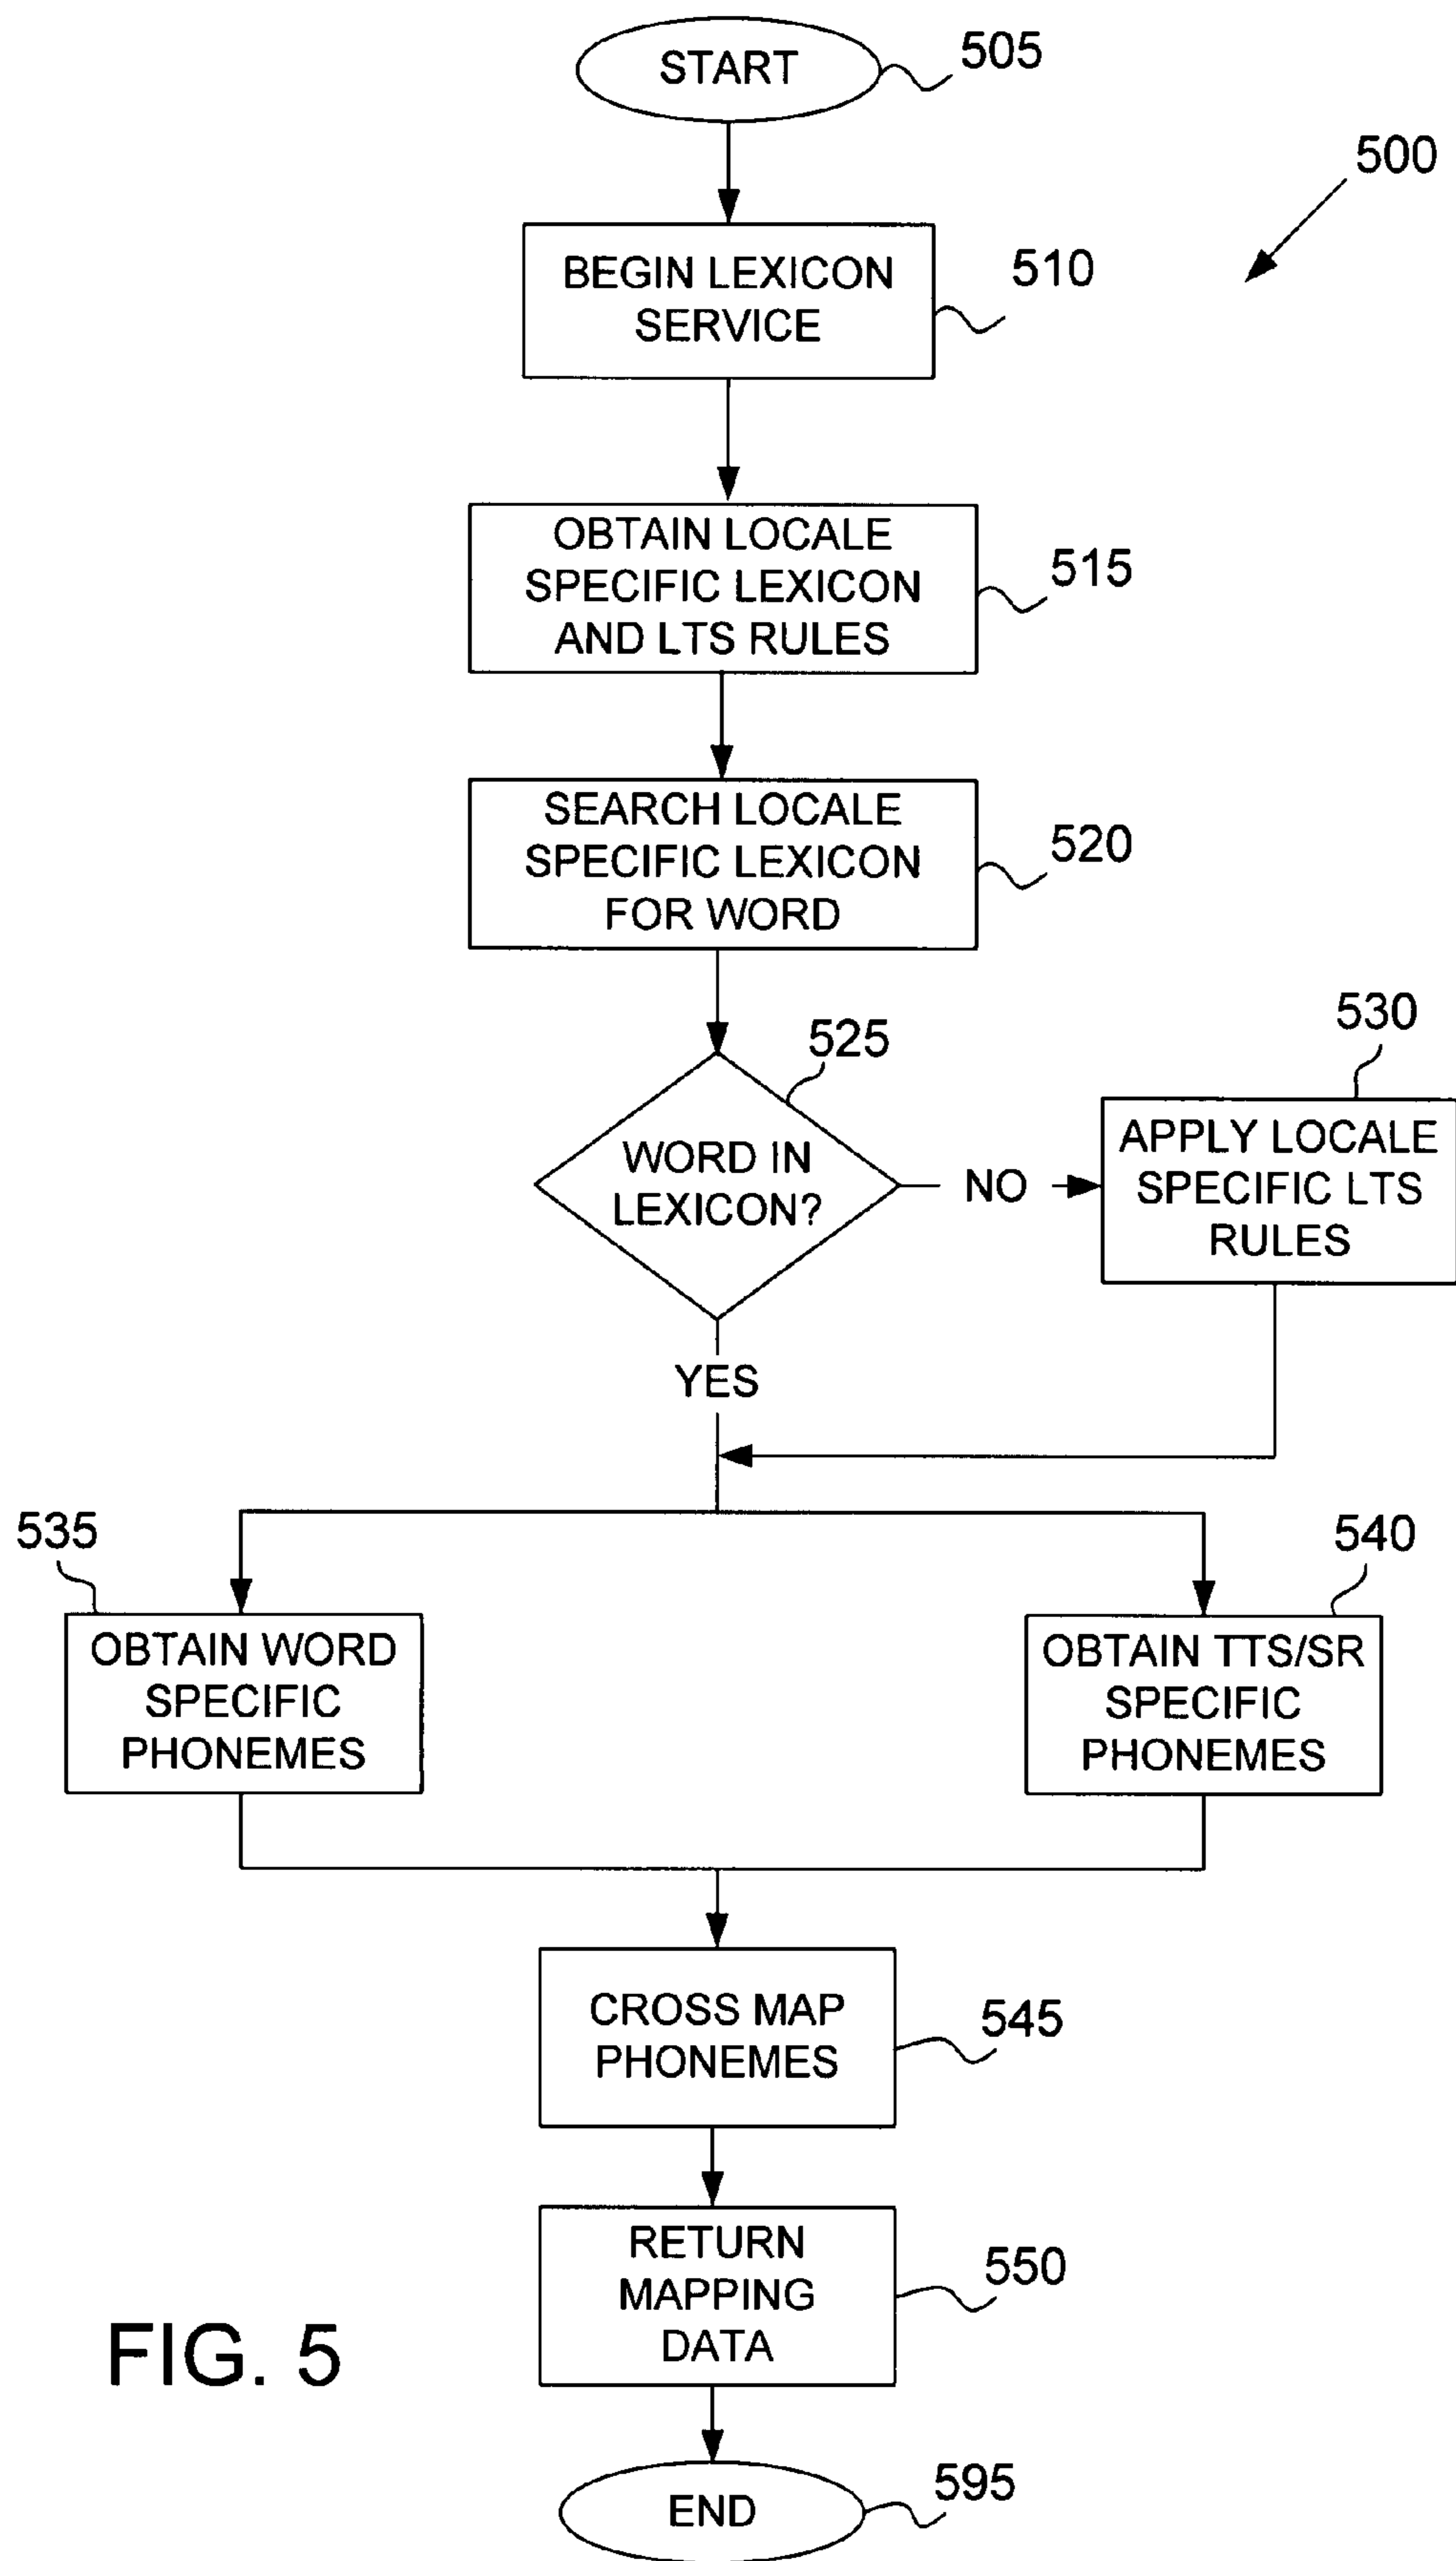 START
505
500
BEGIN LEXICON
SERVICE
510
OBTAIN LOCALE
SPECIFIC LEXICON
AND LTS RULES
515
SEARCH LOCALE
SPECIFIC LEXICON
FOR WORD
520
525
530
WORD IN
LEXICON?
NO
APPLY LOCALE
SPECIFIC LTS
RULES
YES
535
540
OBTAIN WORD
SPECIFIC
PHONEMES
OBTAIN TTS/SR
SPECIFIC
PHONEMES
CROSS MAP
PHONEMES
545
RETURN
MAPPING
DATA
550
FIG. 5
END
595